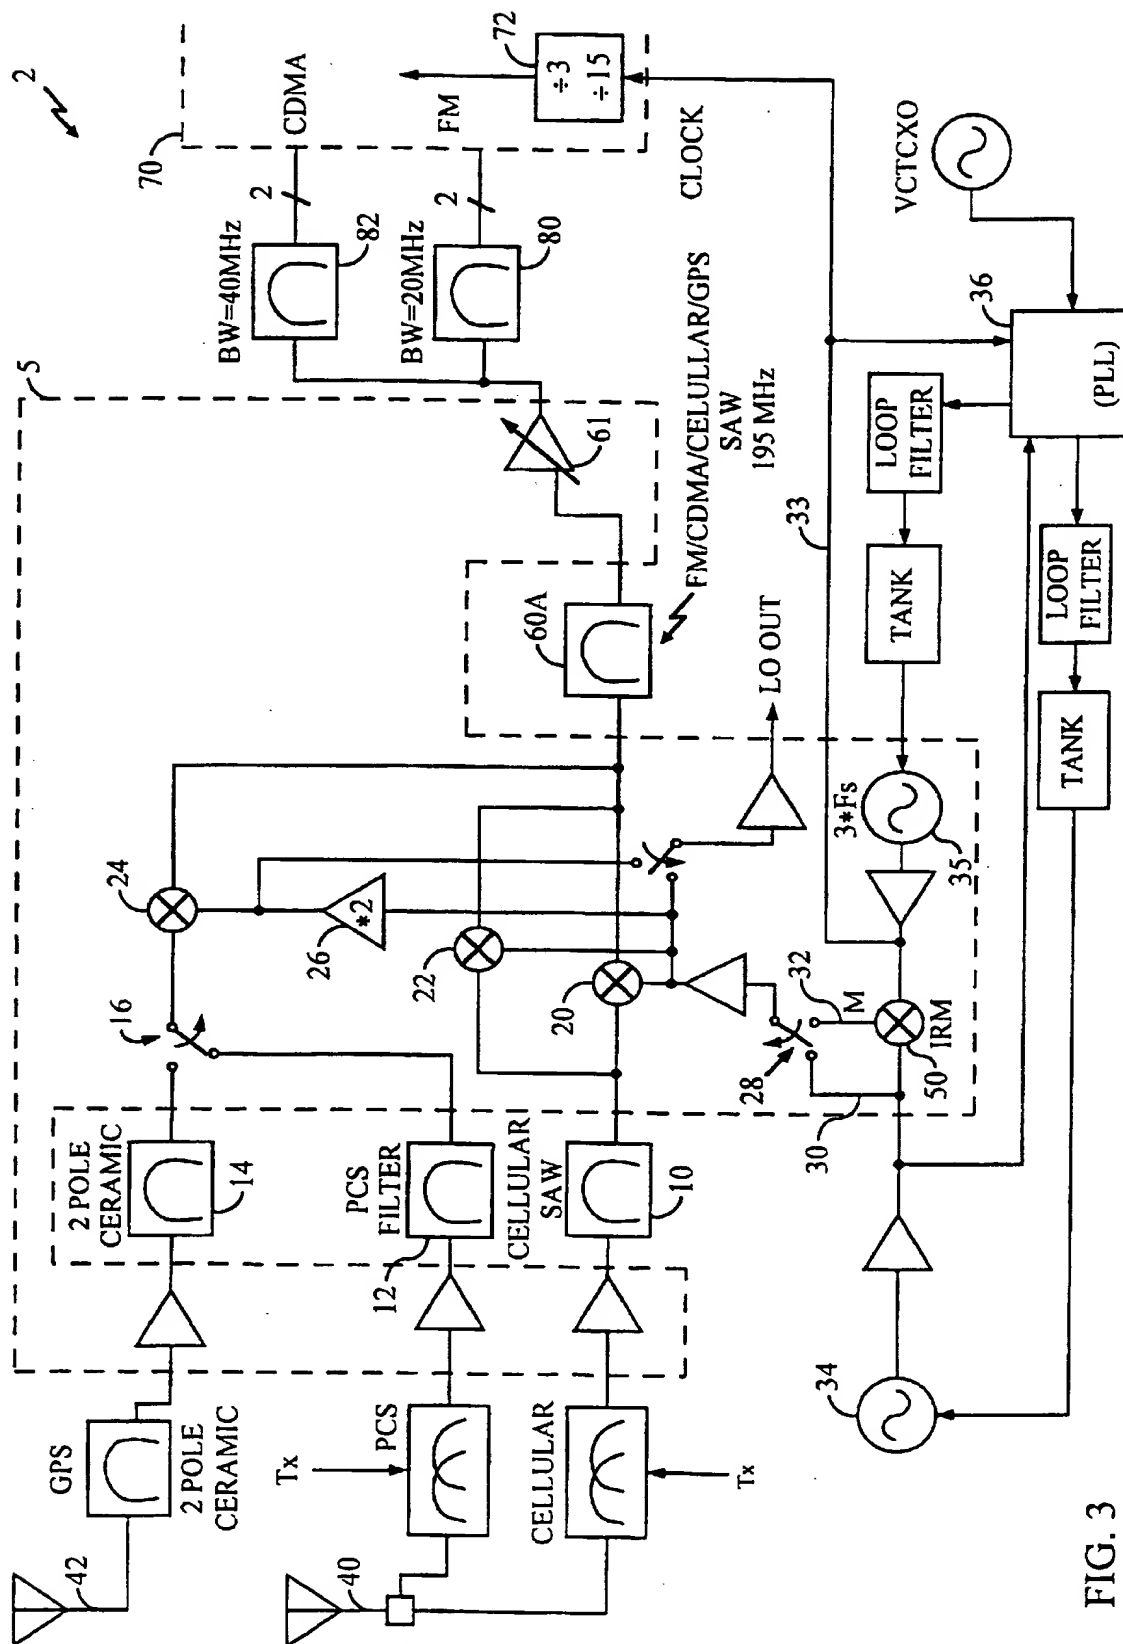 2
70
CDMA
FM
72
÷3
÷15
CLOCK
2
82
BW=40MHz
2
80
BW=20MHz
VCTCXO
5
61
FM/CDMA/CELULLAR/GPS
SAW
195 MHz
36
(PLL)
LOOP
FILTER
LOOP
FILTER
33
TANK
TANK
60A
LO OUT
3*Fs
35
24
*2
26
22
20
16
28
32
M
50
IRM
30
2 POLE
CERAMIC
14
PCS
FILTER
12
CELLULAR
SAW
10
GPS
2 POLE
CERAMIC
42
Tx
PCS
40
CELLULAR
Tx
34
FIG. 3